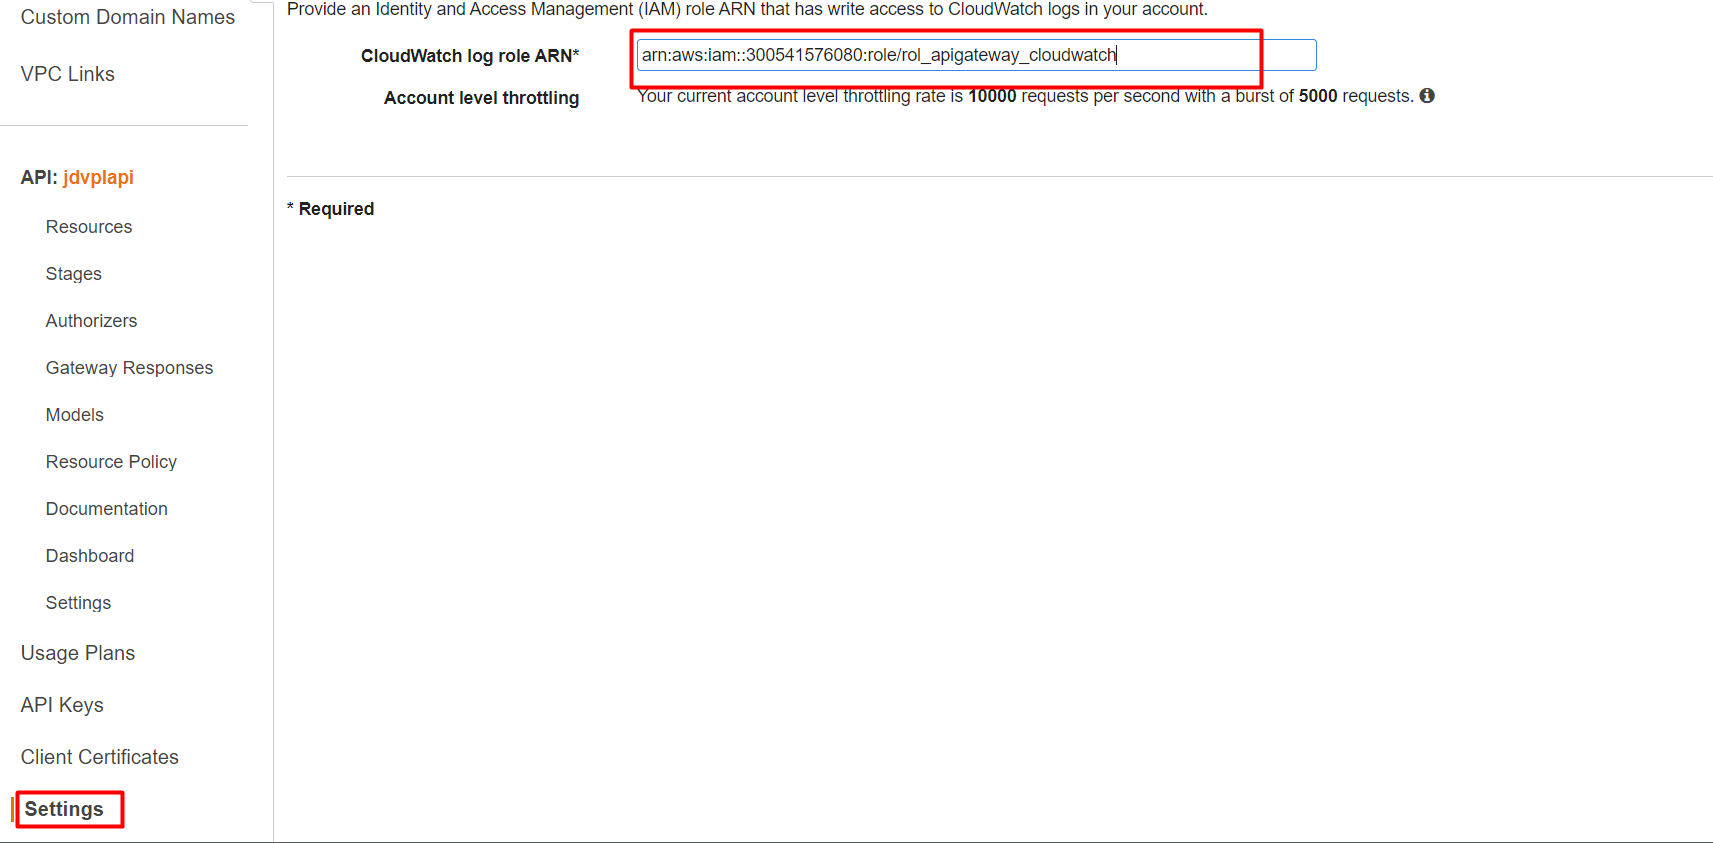 Custom Domain Names
VPC Links
API: jdvplapi
Resources
Stages
Authorizers
Gateway Responses
Models
Resource Policy
Documentation
Dashboard
Settings
Usage Plans
API Keys
Client Certificates
Settings
Provide an Identity and Access Management (IAM) role ARN that has write access to CloudWatch logs in your account.
CloudWatch log role ARN* arn:aws:iam::300541576080:role/rol_apigateway_cloudwatch
Account level throttling Your current account level throttling rate is 10000 requests per second with a burst of 5000 requests.
* Required